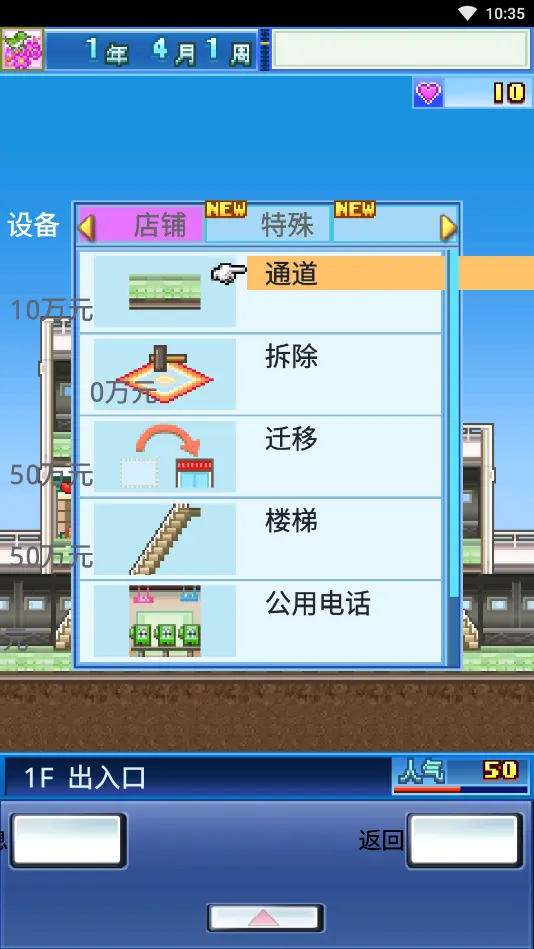 10:35
1年 4月1周
10
设备 店铺 NEW 特殊 NEW
通道
10万元
拆除
0万元
迁移
50万元
楼梯
50万元
公用电话
元
1F 出入口 人气 50
返回